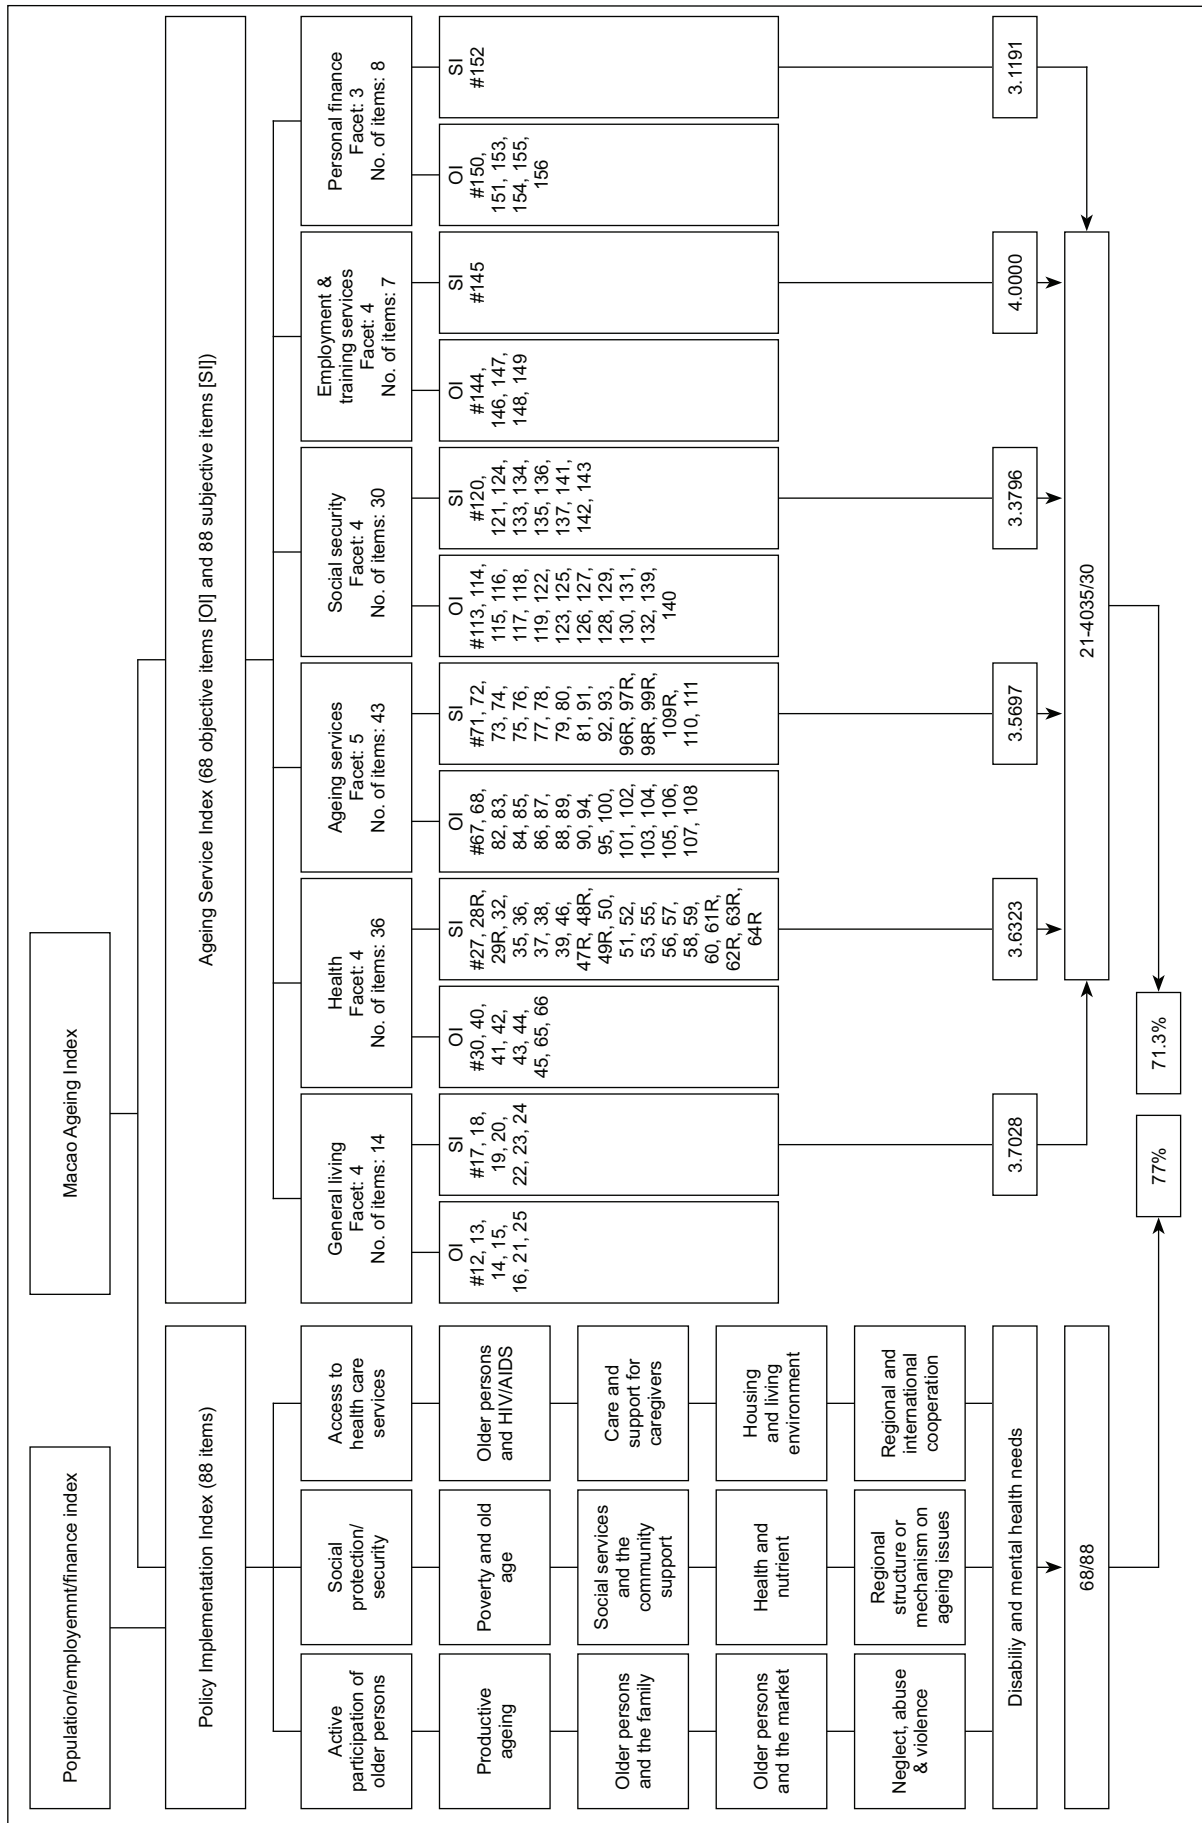 Population/employemnt/finance index
Macao Ageing Index
Policy Implementation Index (88 items)
Ageing Service Index (68 objective items [OI] and 88 subjective items [SI])
Active
participation of
older persons
Social
protection/
security
Access to
health care
services
Productive
ageing
Poverty and old
age
Older persons
and HIV/AIDS
Older persons
and the family
Social services
and the
community
support
Care and
support for
caregivers
Older persons
and the market
Health and
nutrient
Housing
and living
environment
Neglect, abuse
& violence
Regional
structure or
mechanism on
ageing issues
Regional and
international
cooperation
Disabiliy and mental health needs
68/88
77%
General living
Facet: 4
No. of items: 14
OI
#12, 13,
14, 15,
16, 21, 25
SI
#17, 18,
19, 20,
22, 23, 24
3.7028
Health
Facet: 4
No. of items: 36
OI
#30, 40,
41, 42,
43, 44,
45, 65, 66
SI
#27, 28R,
29R, 32,
35, 36,
37, 38,
39, 46,
47R, 48R,
49R, 50,
51, 52,
53, 55,
56, 57,
58, 59,
60, 61R,
62R, 63R,
64R
3.6323
Ageing services
Facet: 5
No. of items: 43
OI
#67, 68,
82, 83,
84, 85,
86, 87,
88, 89,
90, 94,
95, 100,
101, 102,
103, 104,
105, 106,
107, 108
SI
#71, 72,
73, 74,
75, 76,
77, 78,
79, 80,
81, 91,
92, 93,
96R, 97R,
98R, 99R,
109R,
110, 111
3.5697
Social security
Facet: 4
No. of items: 30
OI
#113, 114,
115, 116,
117, 118,
119, 122,
123, 125,
126, 127,
128, 129,
130, 131,
132, 139,
140
SI
#120,
121, 124,
133, 134,
135, 136,
137, 141,
142, 143
3.3796
Employment &
training services
Facet: 4
No. of items: 7
OI
#144,
146, 147,
148, 149
SI
#145
4.0000
Personal finance
Facet: 3
No. of items: 8
OI
#150,
151, 153,
154, 155,
156
SI
#152
3.1191
21-4035/30
71.3%